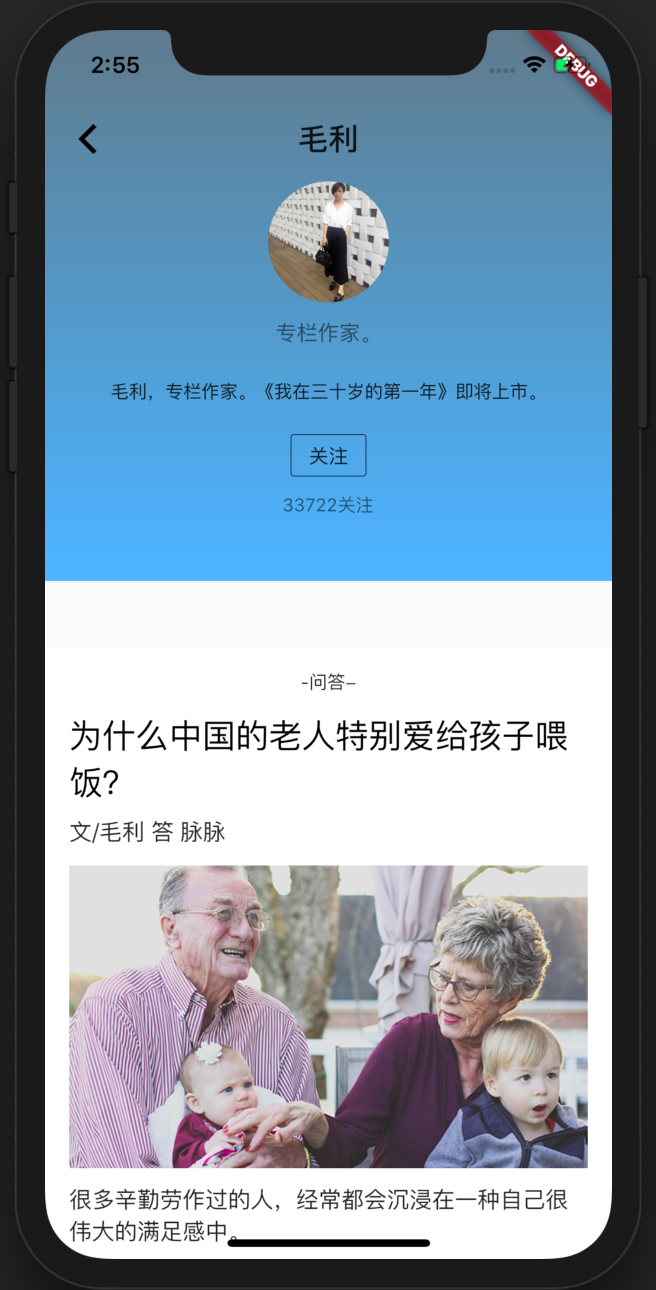 2:55
DEBUG
毛利
专栏作家。
毛利，专栏作家。《我在三十岁的第一年》即将上市。
关注
33722关注
-问答–
为什么中国的老人特别爱给孩子喂
饭？
文/毛利 答 脉脉
很多辛勤劳作过的人，经常都会沉浸在一种自己很
伟大的满足感中。